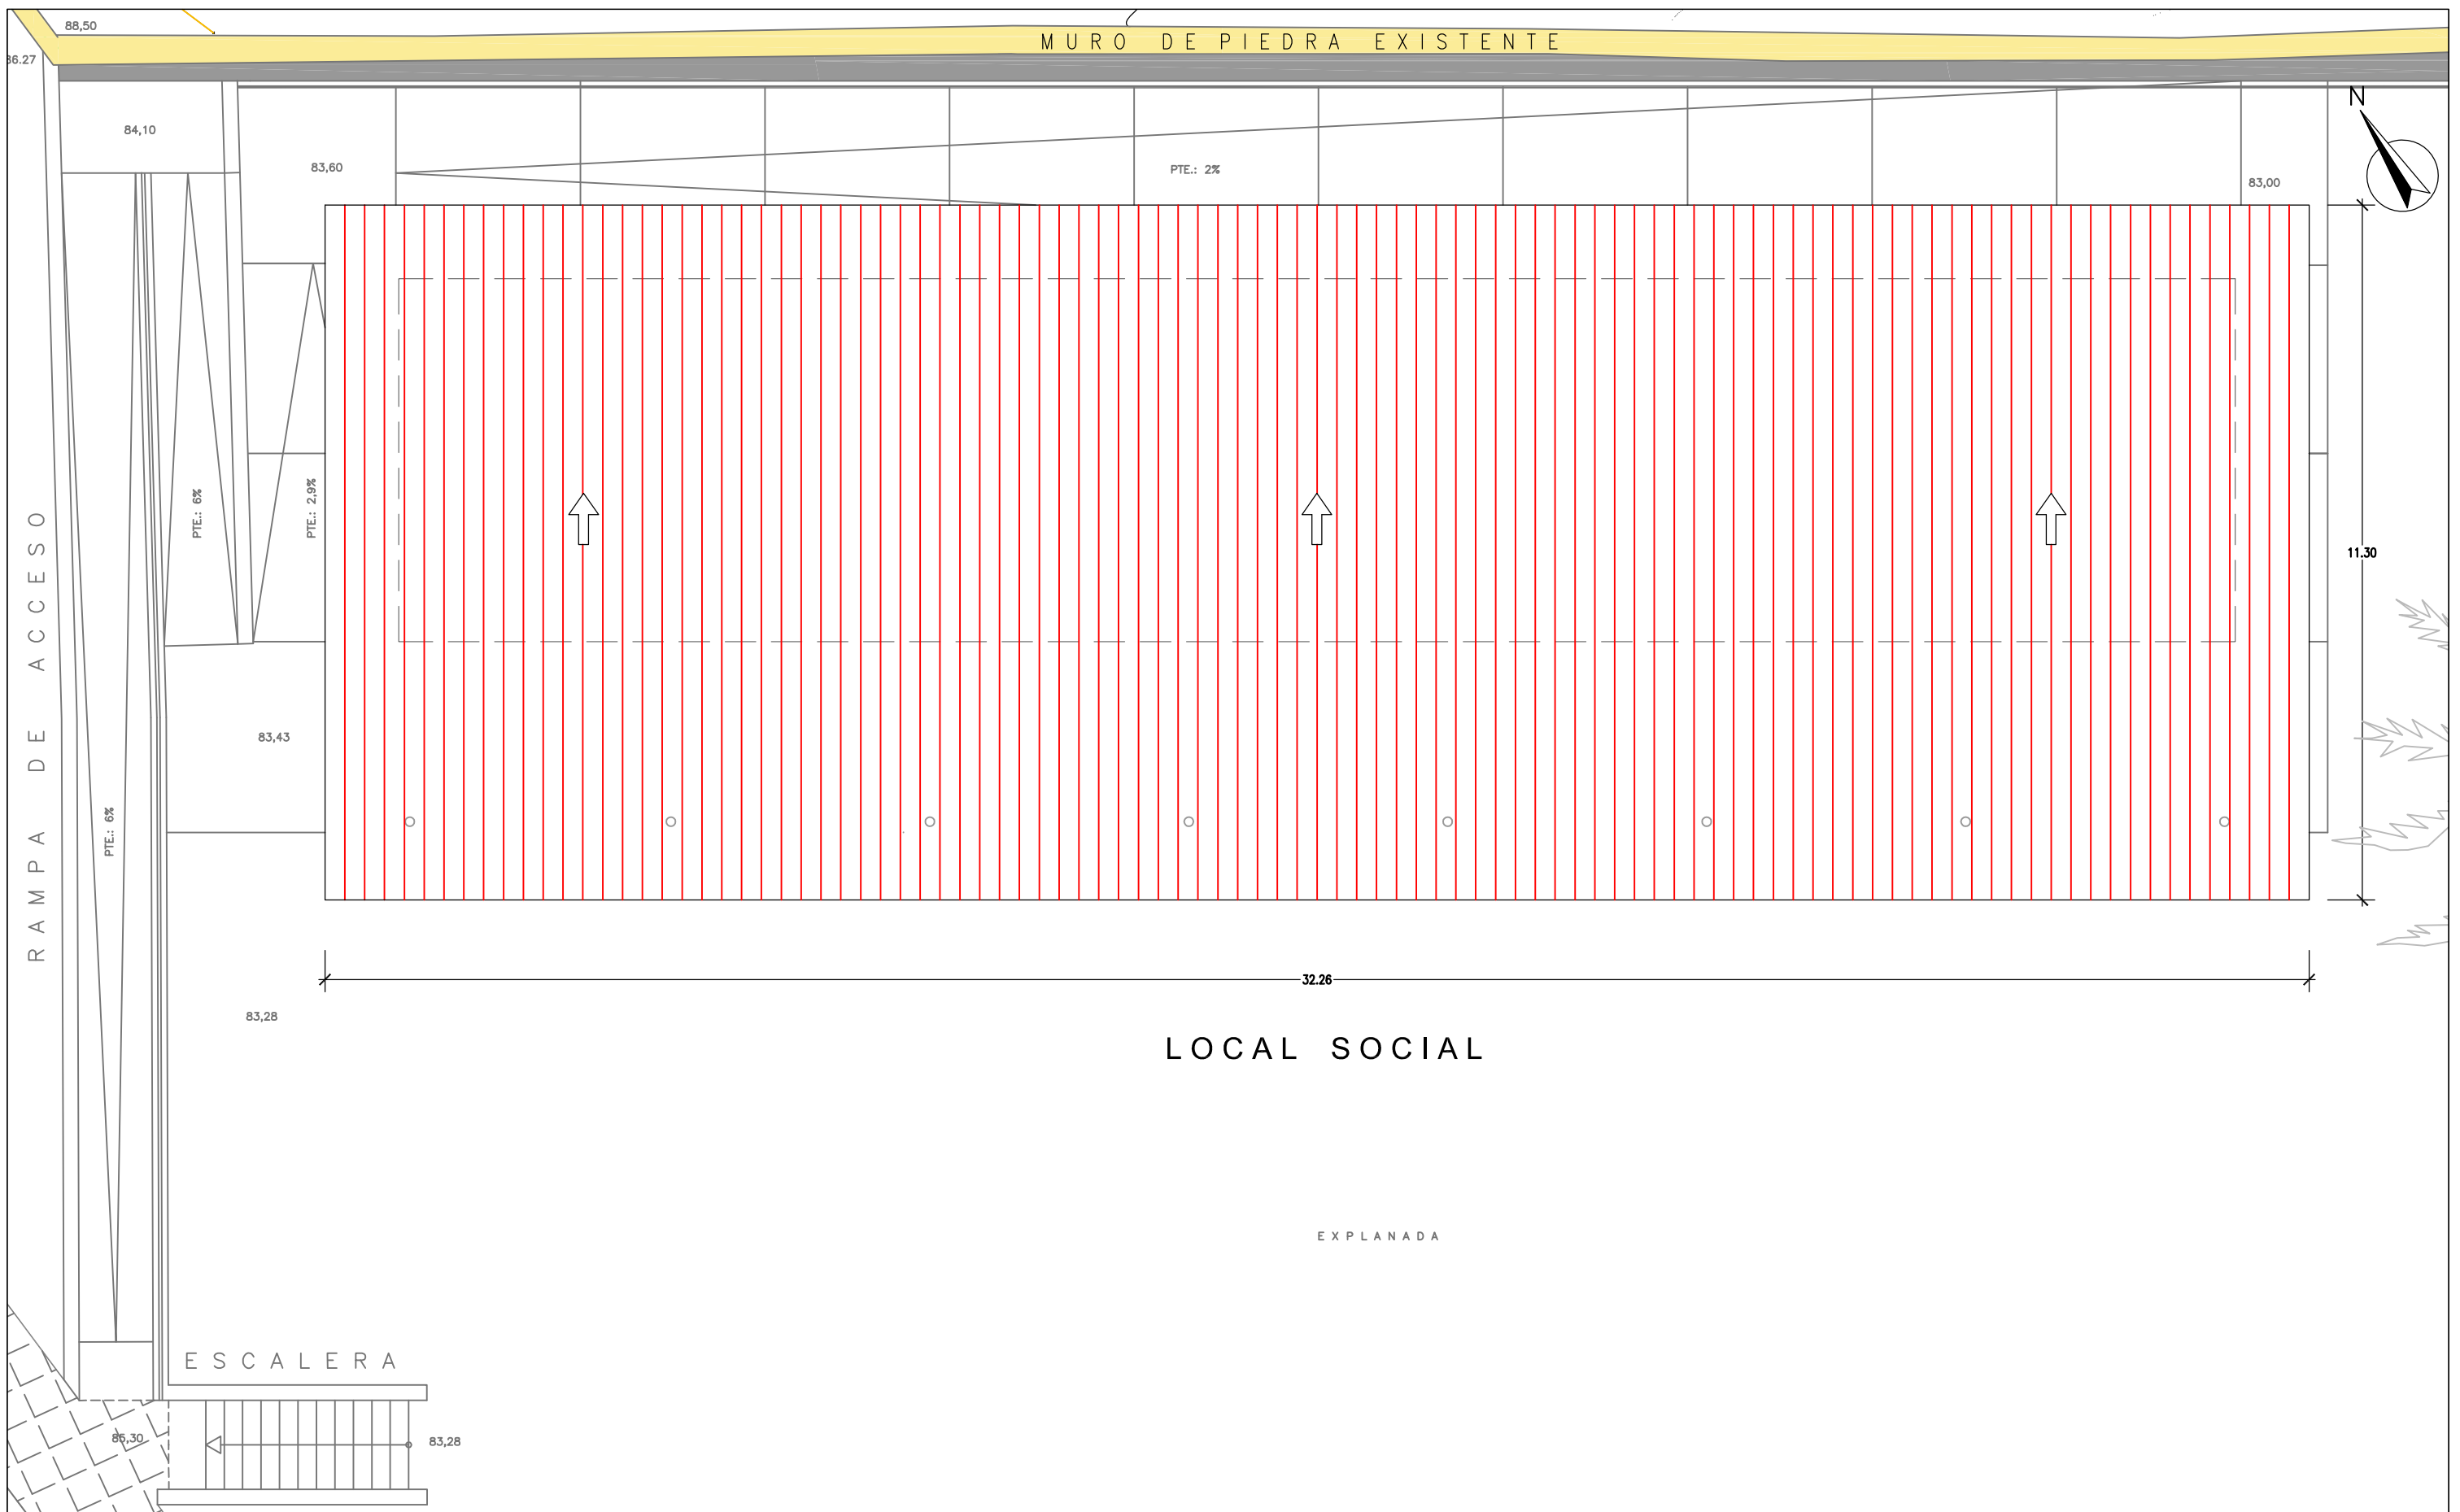 88,50
MURO DE PIEDRA EXISTENTE
86.27
N
84,10
83,60
PTE.: 2%
83,00
PTE.: 6%
PTE.: 2,9%
RAMPA DE ACCESO
11.30
83,43
PTE.: 6%
32.26
83,28
LOCAL SOCIAL
EXPLANADA
ESCALERA
85,30
83,28